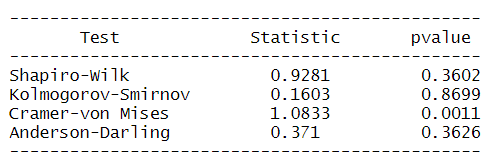 -----------------------------------------------
Test Statistic pvalue
-----------------------------------------------
Shapiro-Wilk 0.9281 0.3602
Kolmogorov-Smirnov 0.1603 0.8699
Cramer-von Mises 1.0833 0.0011
Anderson-Darling 0.371 0.3626
-----------------------------------------------